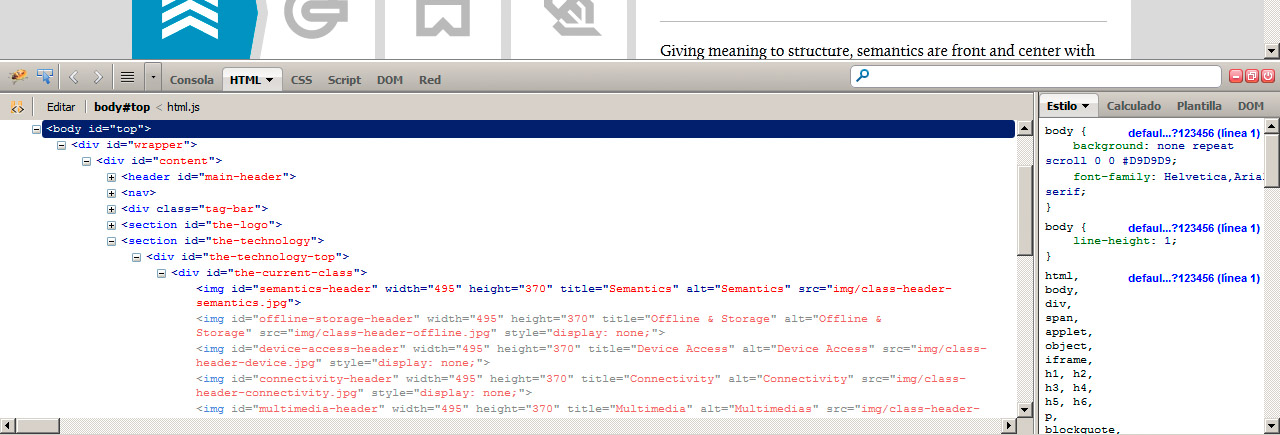 Giving meaning to structure, semantics are front and center with
Consola HTML CSS Script DOM Red
Editar body#top < html.js
<body id="top">
<div id="wrapper">
<div id="content">
<header id="main-header">
<nav>
<div class="tag-bar">
<section id="the-logo">
<section id="the-technology">
<div id="the-technology-top">
<div id="the-current-class">
<img id="semantics-header" width="495" height="370" title="Semantics" alt="Semantics" src="img/class-header-
semantics.jpg">
<img id="offline-storage-header" width="495" height="370" title="Offline & Storage" alt="Offline &
Storage" src="img/class-header-offline.jpg" style="display: none;">
<img id="device-access-header" width="495" height="370" title="Device Access" alt="Device Access" src="img/class-
header-device.jpg" style="display: none;">
<img id="connectivity-header" width="495" height="370" title="Connectivity" alt="Connectivity" src="img/class-
header-connectivity.jpg" style="display: none;">
<img id="multimedia-header" width="495" height="370" title="Multimedia" alt="Multimedias" src="img/class-header-
Estilo Calculado Plantilla DOM
body { defaul...?123456 (línea 1)
background: none repeat
scroll 0 0 #D9D9D9;
font-family: Helvetica,Aria
serif;
}
body { defaul...?123456 (línea 1)
line-height: 1;
}
html, defaul...?123456 (línea 1)
body,
div,
span,
applet,
object,
iframe,
h1, h2,
h3, h4,
h5, h6,
p,
blockquote,